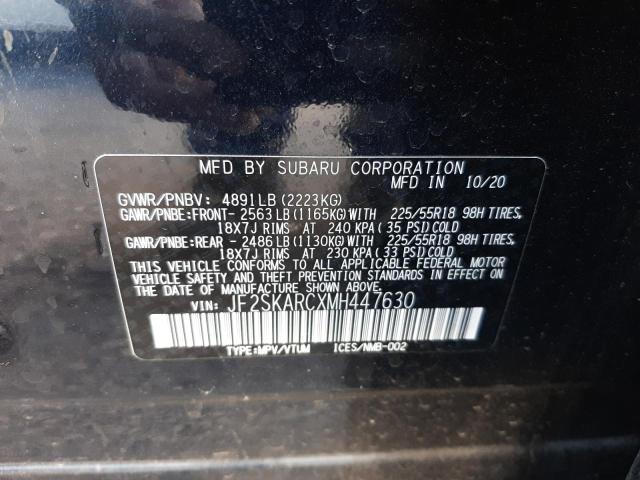 MFD BY SUBARU CORPORATION
MFD IN 10/20
GVWR/PNBV: 4891LB(2223KG)
GAWR/PNBE:FRONT- 2563LB(1165KG)WITH 225/55R18 98H TIRES,
18X7J RIMS AT 240 KPA(35 PSI)COLD
GAWR/PNBE:REAR - 2486LB(1130KG)WITH 225/55R18 98H TIRES,
18X7J RIMS AT 230 KPA(33 PSI)COLD
THIS VEHICLE CONFORMS TO ALL APPLICABLE FEDERAL MOTOR
VEHICLE SAFETY AND THEFT PREVENTION STANDARDS IN EFFECT ON
THE DATE OF MANUFACTURE SHOWN ABOVE.
VIN: JF2SKARCXMH447630
TYPE:MPV/VTUM ICES/NMB-002